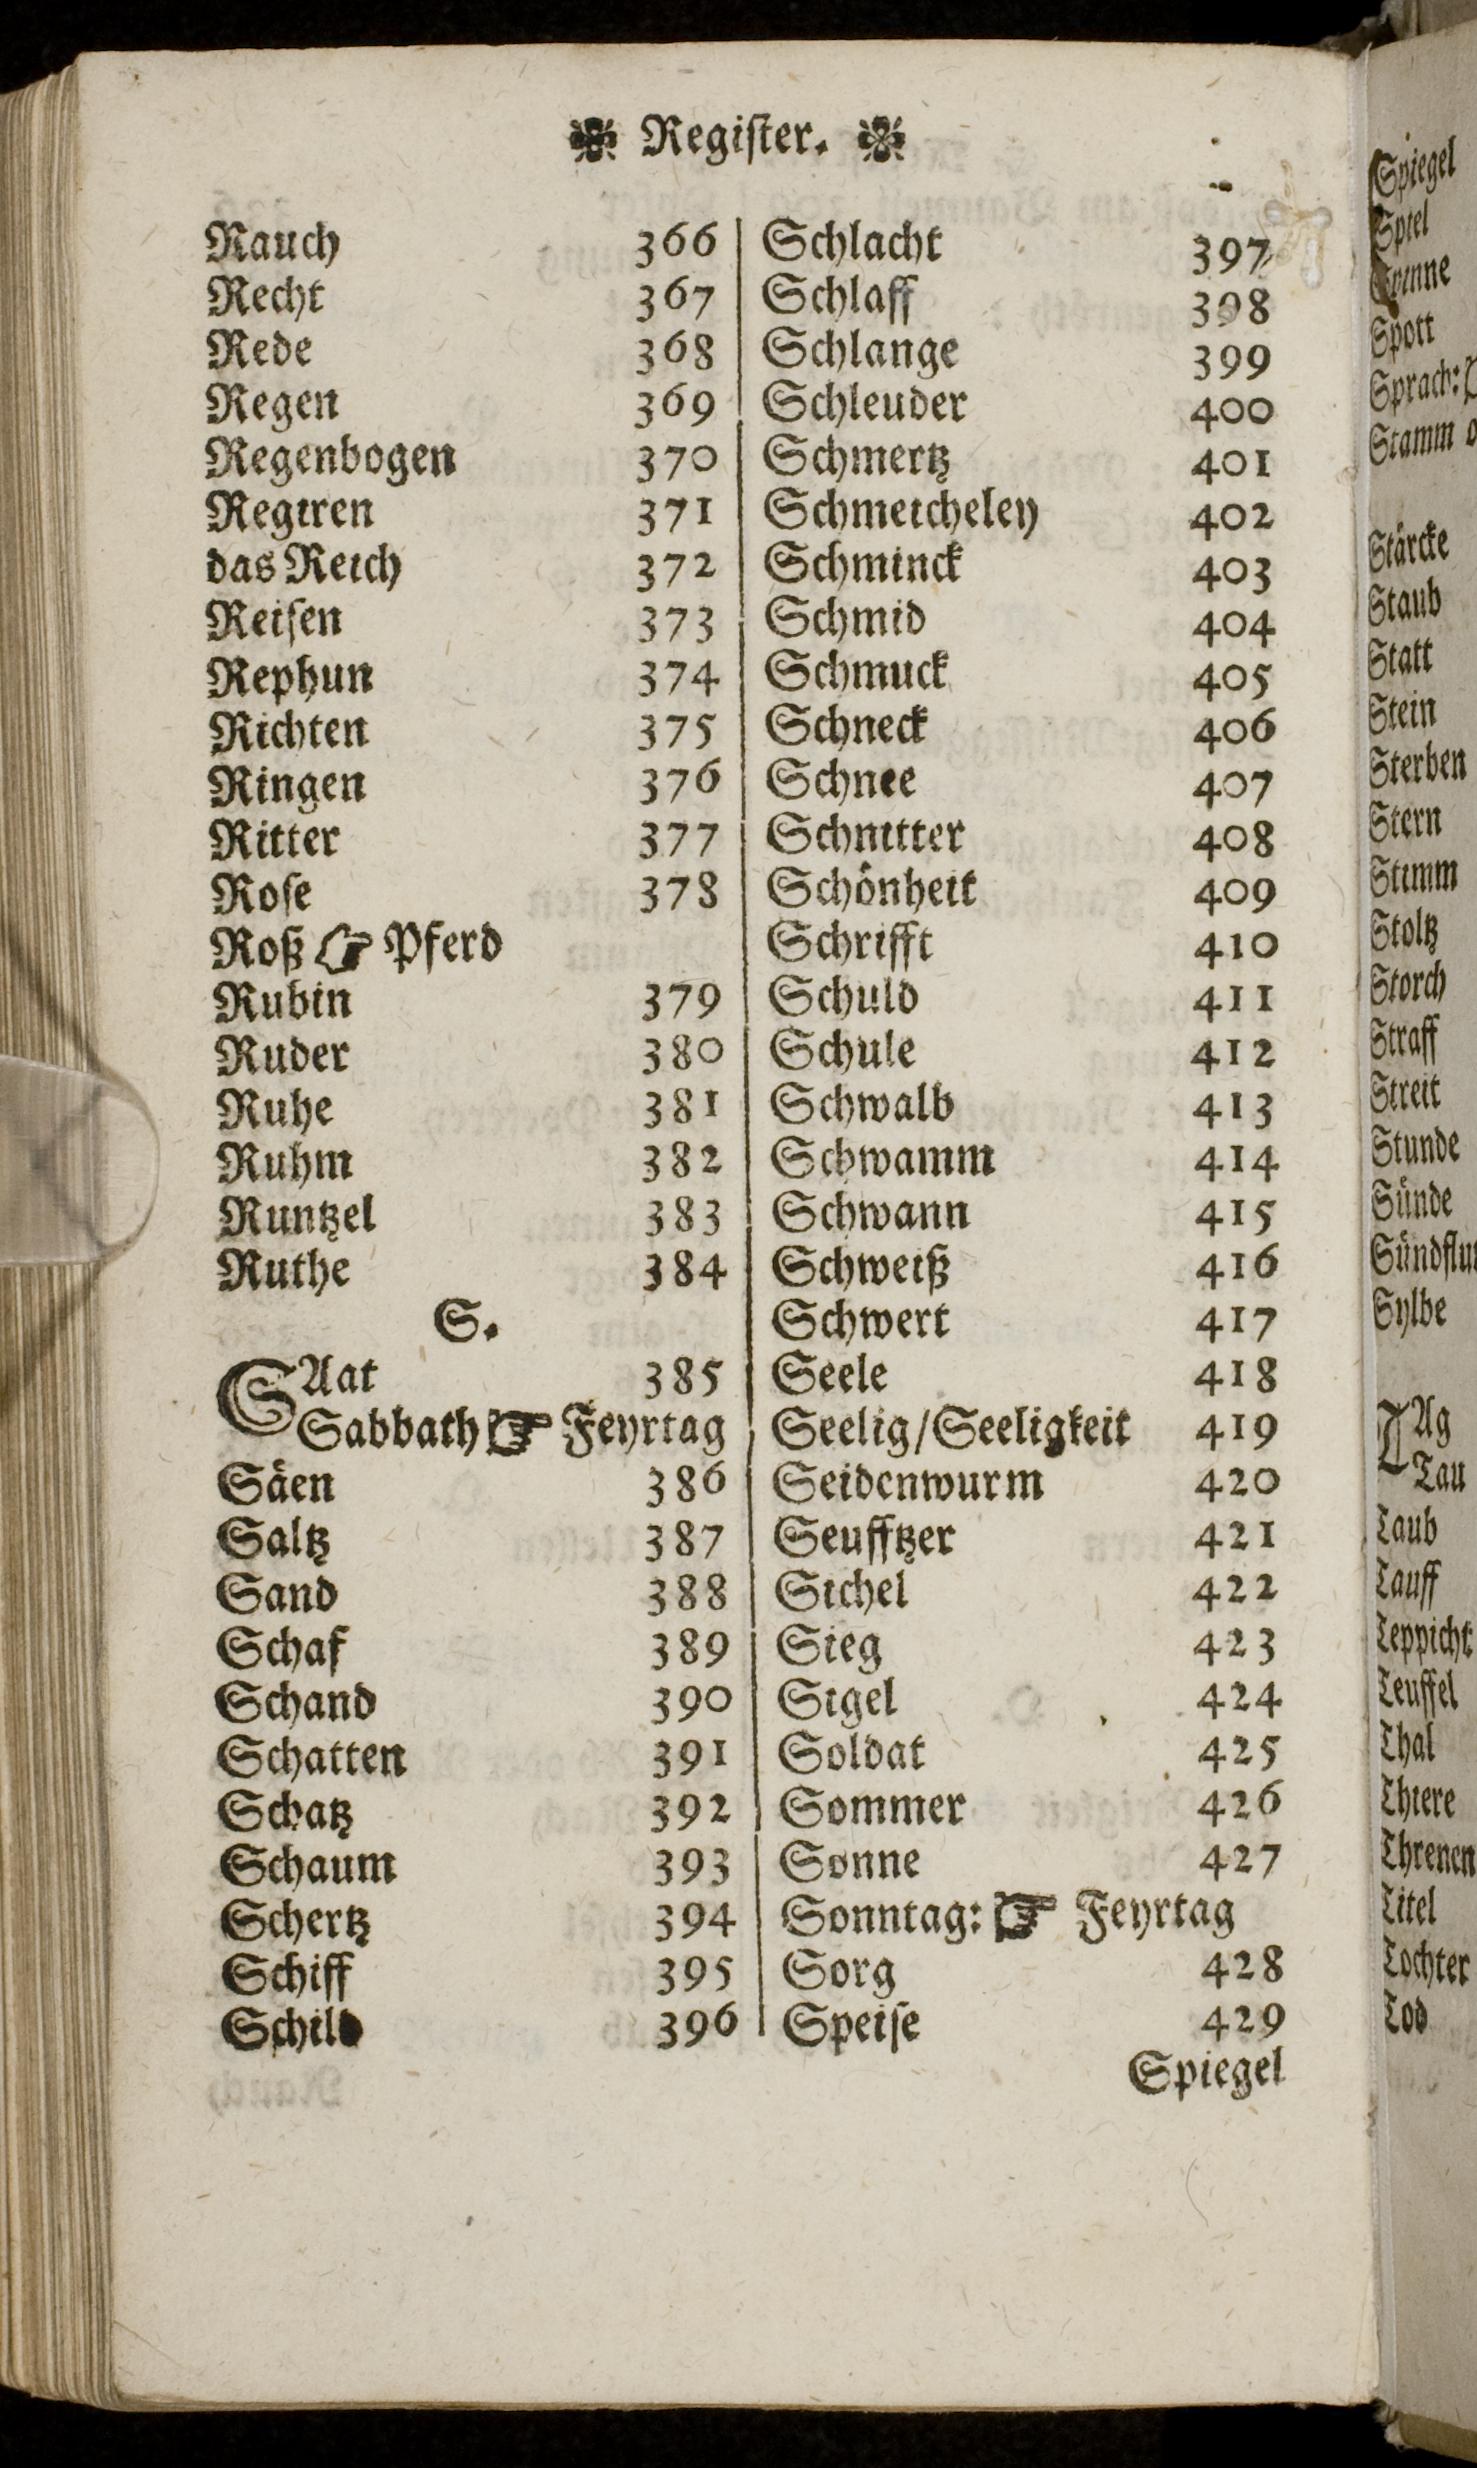 Register.
Rauch 366
Recht 367
Rede 368
Regen 369
Regenbogen 370
Regiren 371
das Reich 372
Reisen 373
Rephun 374
Richten 375
Ringen 376
Ritter 377
Rose 378
Roß ☞ Pferd
Rubin 379
Ruder 380
Ruhe 381
Ruhm 382
Runtzel 383
Ruthe 384
S.
SAat 385
Sabbath ☞ Feyrtag
Säen 386
Saltz 387
Sand 388
Schaf 389
Schand 390
Schatten 391
Schatz 392
Schaum 393
Schertz 394
Schiff 395
Schild 396
Schlacht 397
Schlaff 398
Schlange 399
Schleuder 400
Schmertz 401
Schmeicheley 402
Schminck 403
Schmid 404
Schmuck 405
Schneck 406
Schnee 407
Schnitter 408
Schönheit 409
Schrifft 410
Schuld 411
Schule 412
Schwalb 413
Schwamm 414
Schwann 415
Schweiß 416
Schwert 417
Seele 418
Seelig/Seeligkeit 419
Seidenwurm 420
Seufftzer 421
Sichel 422
Sieg 423
Sigel 424
Soldat 425
Sommer 426
Sonne 427
Sonntag: ☞ Feyrtag
Sorg 428
Speise 429
Spiegel
Spiegel
Spiel
Spinne
Spott
Sprach:
Stamm o
Stärcke
Staub
Statt
Stein
Sterben
Stern
Stimm
Stoltz
Storch
Straff
Streit
Stunde
Sünde
Sündflut
Sylbe
TAg
Tau
Taub
Tauff
Teppicht
Teuffel
Thal
Thiere
Threnen
Titel
Tochter
Tod